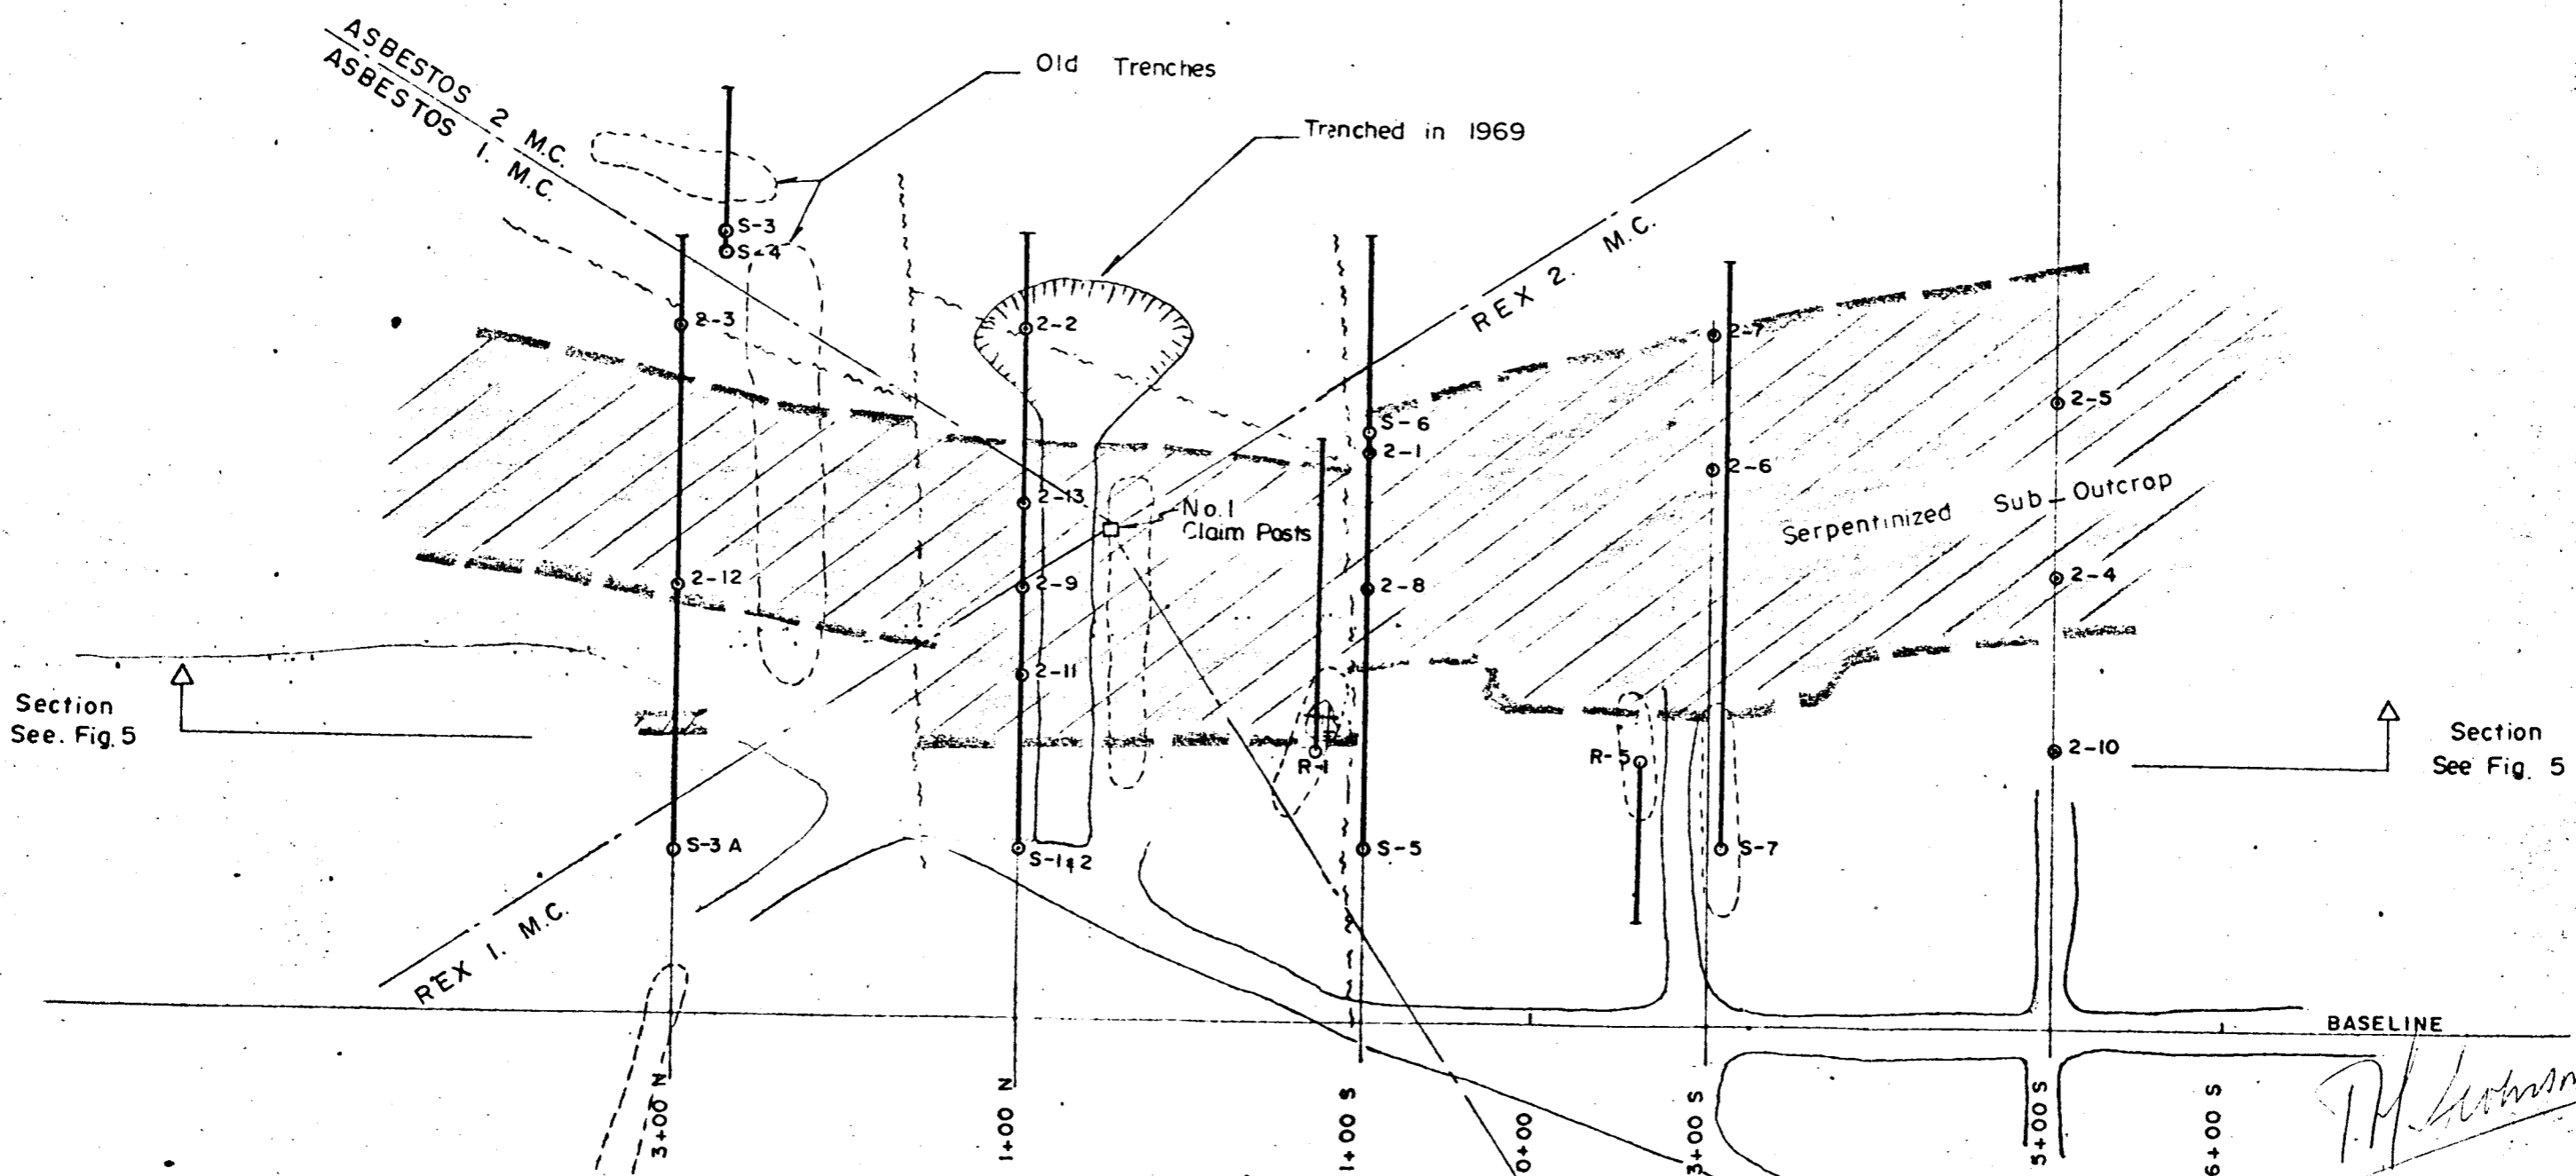 ASBESTOS 2 M.C.
ASBESTOS 1. M.C.
Old Trenches
Trenched in 1969
S-3
S-4
REX 2. M.C.
2-3
2-2
2-7
S-6
2-1
2-5
2-6
2-13
No.1
Claim Posts
Serpentinized Sub-Outcrop
2-12
2-9
2-8
2-4
2-11
Section
See. Fig. 5
R-1
R-5
2-10
Section
See Fig. 5
S-3A
S-1&2
S-5
S-7
REX 1. M.C.
BASELINE
3+00 N
1+00 N
1+00 S
0+00
3+00 S
5+00 S
6+00 S